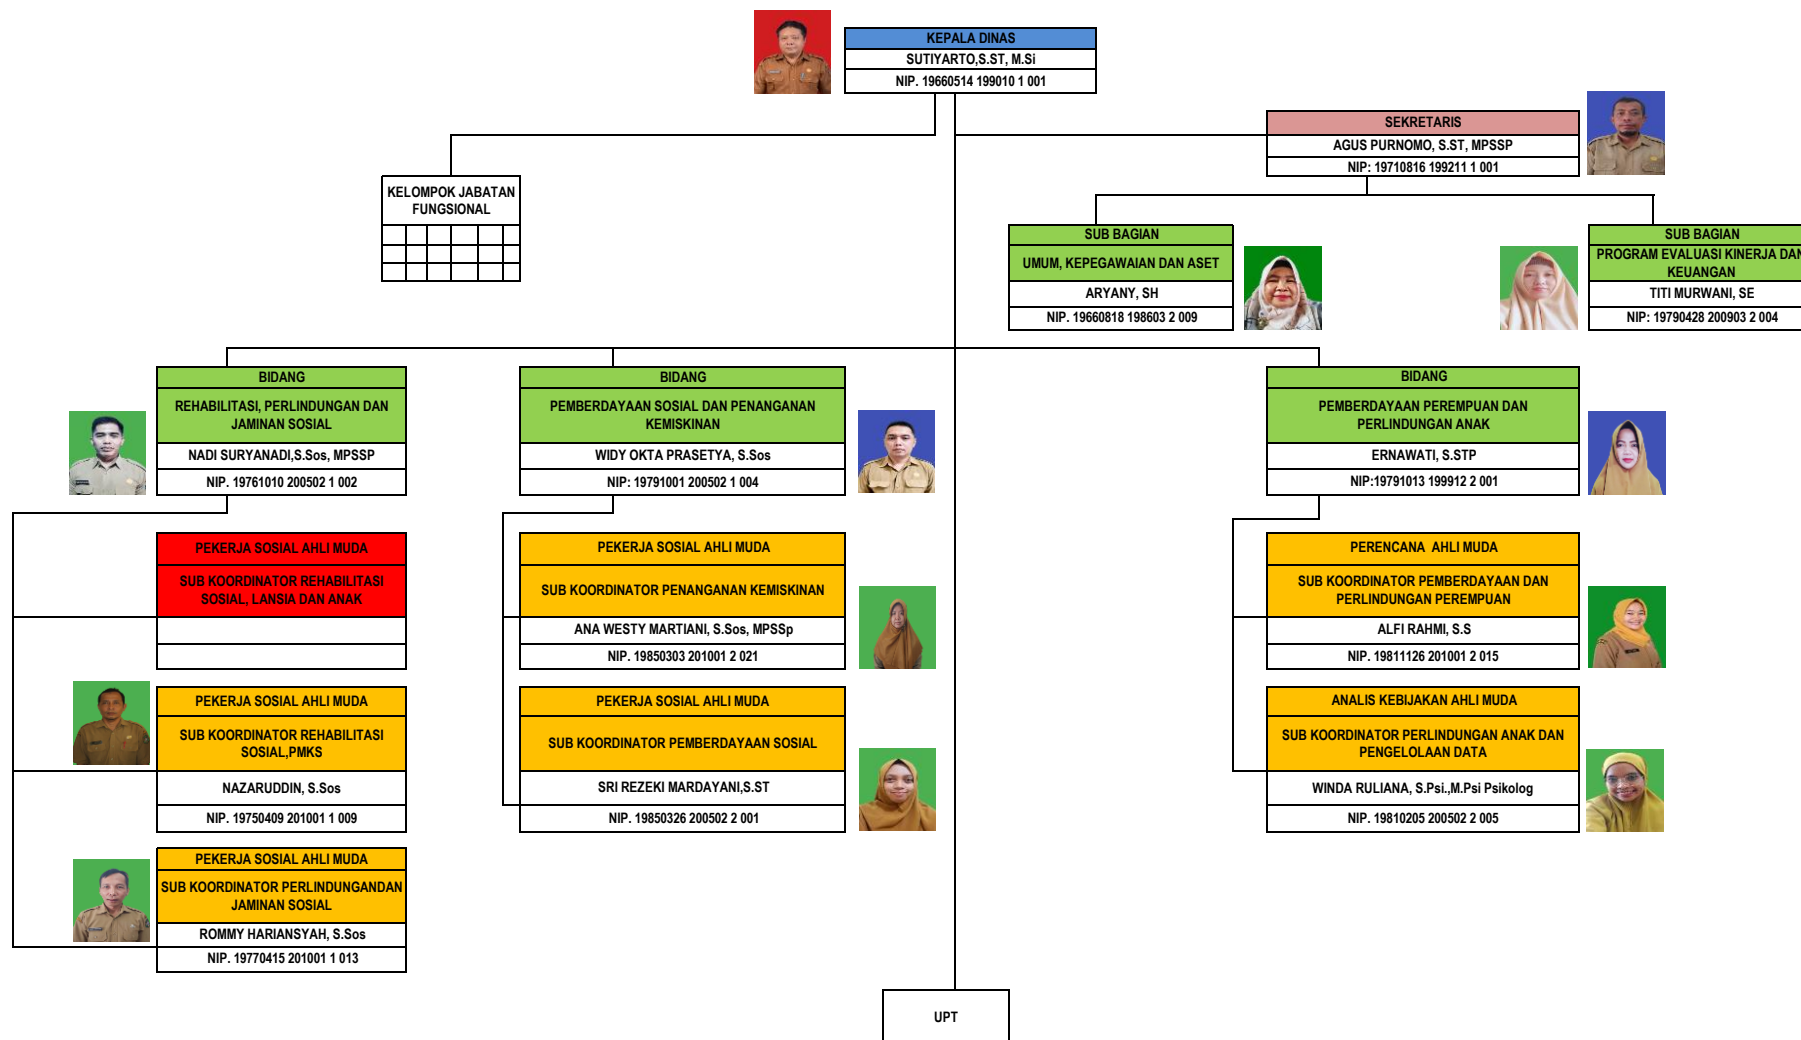 KEPALA DINAS
SUTIYARTO,S.ST, M.Si
NIP. 19660514 199010 1 001
SEKRETARIS
AGUS PURNOMO, S.ST, MPSSP
NIP: 19710816 199211 1 001
KELOMPOK JABATAN
FUNGSIONAL
SUB BAGIAN
UMUM, KEPEGAWAIAN DAN ASET
ARYANY, SH
NIP. 19660818 198603 2 009
SUB BAGIAN
PROGRAM EVALUASI KINERJA DAN
KEUANGAN
TITI MURWANI, SE
NIP: 19790428 200903 2 004
BIDANG
REHABILITASI, PERLINDUNGAN DAN
JAMINAN SOSIAL
NADI SURYANADI,S.Sos, MPSSP
NIP. 19761010 200502 1 002
BIDANG
PEMBERDAYAAN SOSIAL DAN PENANGANAN
KEMISKINAN
WIDY OKTA PRASETYA, S.Sos
NIP: 19791001 200502 1 004
BIDANG
PEMBERDAYAAN PEREMPUAN DAN
PERLINDUNGAN ANAK
ERNAWATI, S.STP
NIP:19791013 199912 2 001
PEKERJA SOSIAL AHLI MUDA
SUB KOORDINATOR REHABILITASI
SOSIAL, LANSIA DAN ANAK
PEKERJA SOSIAL AHLI MUDA
SUB KOORDINATOR PENANGANAN KEMISKINAN
ANA WESTY MARTIANI, S.Sos, MPSSp
NIP. 19850303 201001 2 021
PERENCANA  AHLI MUDA
SUB KOORDINATOR PEMBERDAYAAN DAN
PERLINDUNGAN PEREMPUAN
ALFI RAHMI, S.S
NIP. 19811126 201001 2 015
PEKERJA SOSIAL AHLI MUDA
SUB KOORDINATOR REHABILITASI
SOSIAL,PMKS
NAZARUDDIN, S.Sos
NIP. 19750409 201001 1 009
PEKERJA SOSIAL AHLI MUDA
SUB KOORDINATOR PEMBERDAYAAN SOSIAL
SRI REZEKI MARDAYANI,S.ST
NIP. 19850326 200502 2 001
ANALIS KEBIJAKAN AHLI MUDA
SUB KOORDINATOR PERLINDUNGAN ANAK DAN
PENGELOLAAN DATA
WINDA RULIANA, S.Psi.,M.Psi Psikolog
NIP. 19810205 200502 2 005
PEKERJA SOSIAL AHLI MUDA
SUB KOORDINATOR PERLINDUNGANDAN
JAMINAN SOSIAL
ROMMY HARIANSYAH, S.Sos
NIP. 19770415 201001 1 013
UPT